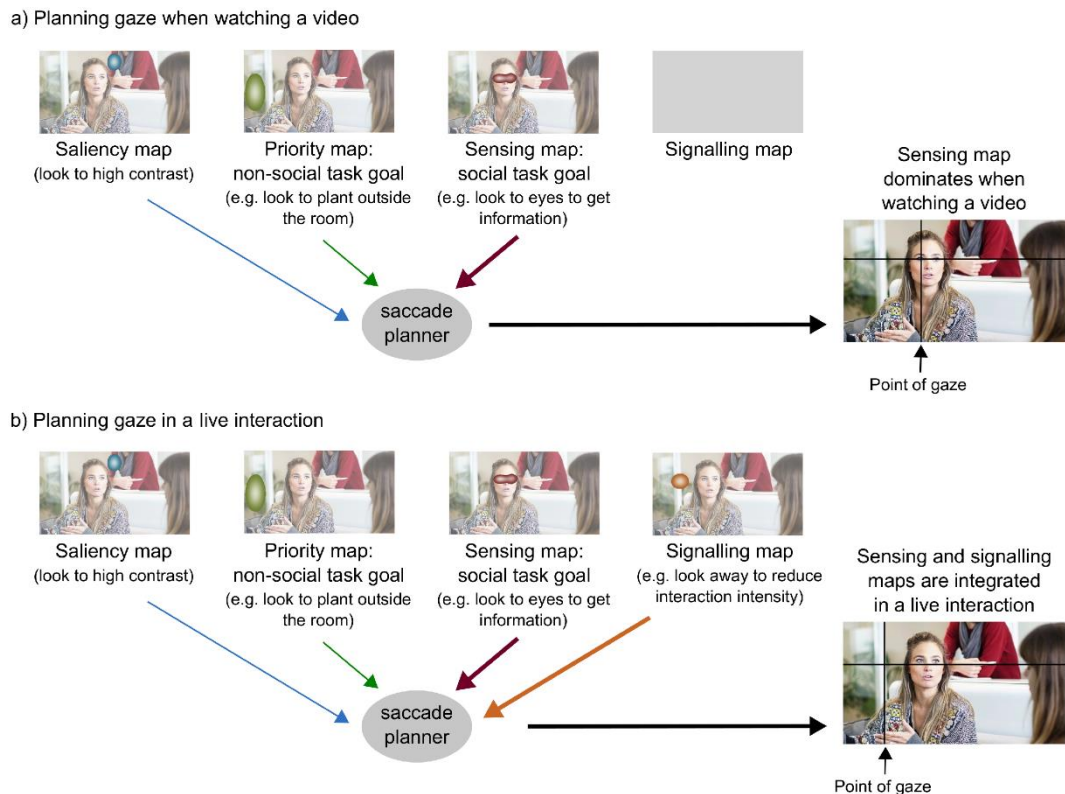 a) Planning gaze when watching a video
Saliency map
(look to high contrast)
Priority map:
non-social task goal
(e.g. look to plant outside
the room)
Sensing map:
social task goal
(e.g. look to eyes to get
information)
Signalling map
saccade
planner
Sensing map
dominates when
watching a video
Point of gaze
b) Planning gaze in a live interaction
Saliency map
(look to high contrast)
Priority map:
non-social task goal
(e.g. look to plant outside
the room)
Sensing map:
social task goal
(e.g. look to eyes to get
information)
Signalling map
(e.g. look away to reduce
interaction intensity)
saccade
planner
Sensing and signalling
maps are integrated
in a live interaction
Point of gaze